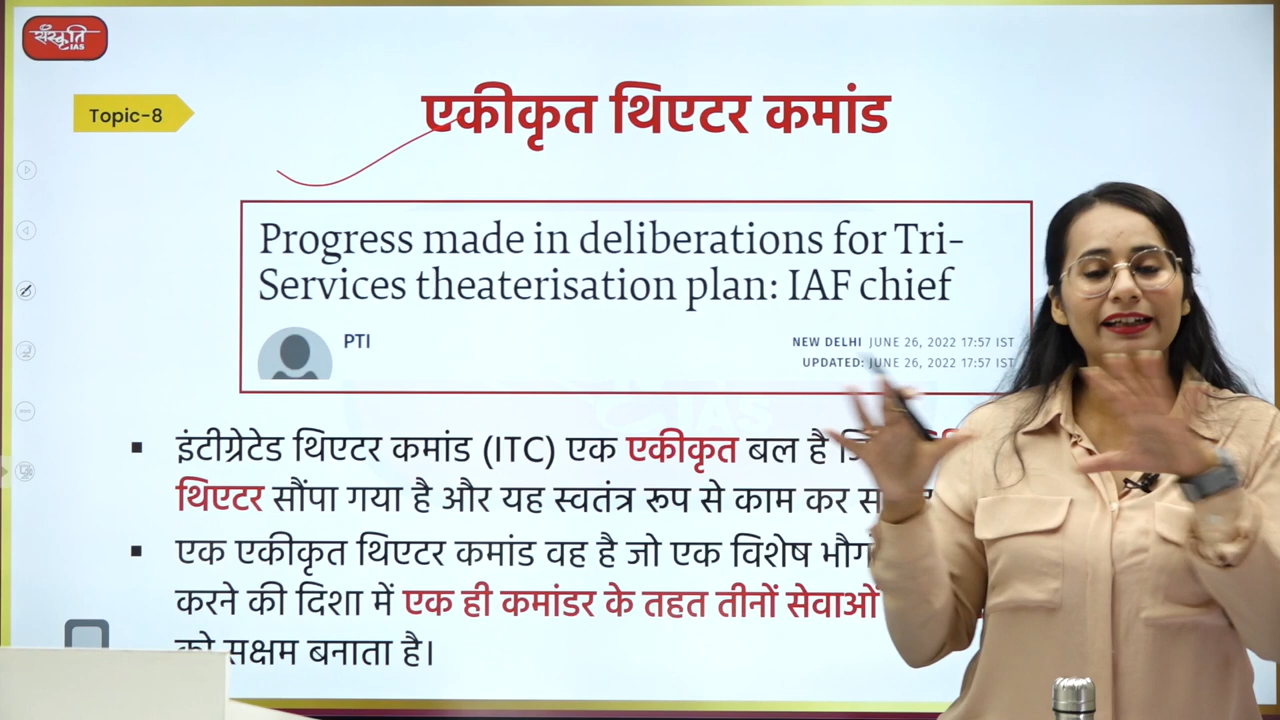 संस्कृति
IAS
Topic-8
एकीकृत थिएटर कमांड
Progress made in deliberations for Tri-
Services theaterisation plan: IAF chief
PTI
NEW DELHI JUNE 26, 2022 17:57 IST
UPDATED: JUNE 26, 2022 17:57 IST
IAS
▪ इंटीग्रेटेड थिएटर कमांड (ITC) एक एकीकृत बल है
थिएटर सौंपा गया है और यह स्वतंत्र रूप से काम कर
▪ एक एकीकृत थिएटर कमांड वह है जो एक विशेष
करने की दिशा में एक ही कमांडर के तहत तीनों सेवाओं
को सक्षम बनाता है।